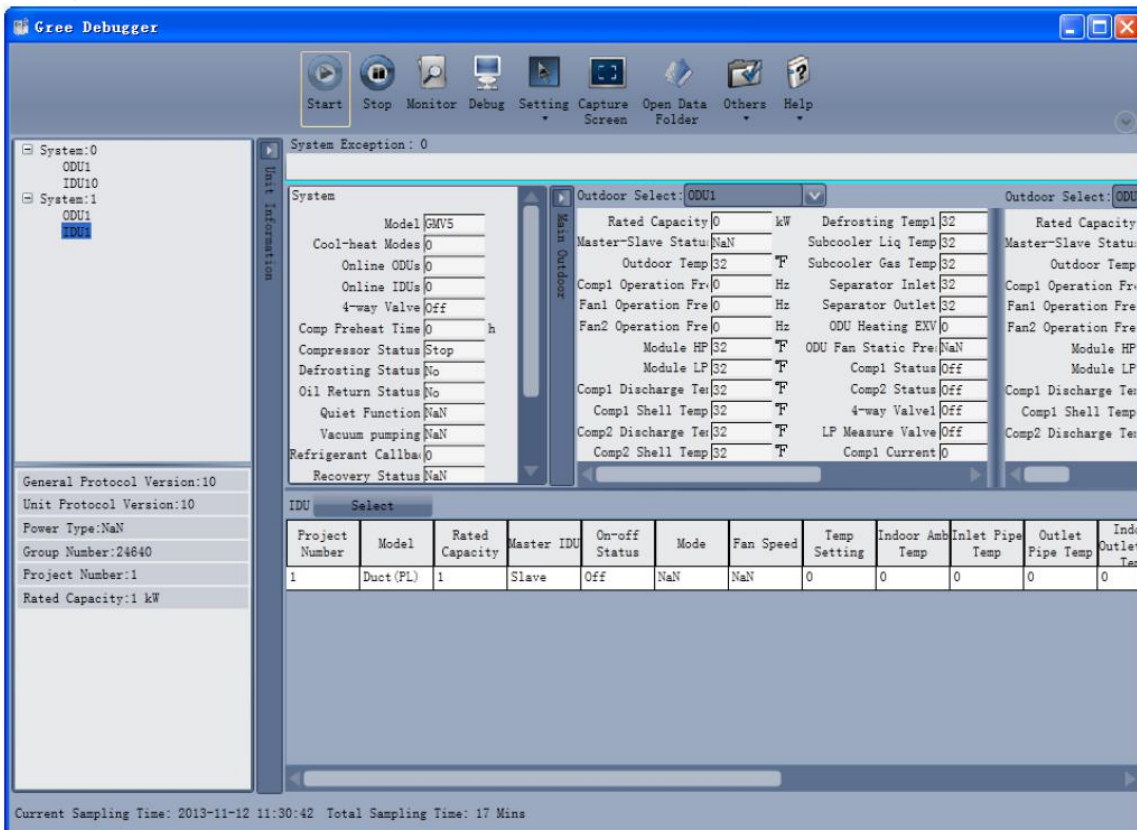 Gree Debugger
Start Stop Monitor Debug Setting Capture Screen Open Data Folder Others Help
System:0
ODU1
IDU10
System:1
ODU1
IDU1
General Protocol Version:10
Unit Protocol Version:10
Power Type:NaN
Group Number:24640
Project Number:1
Rated Capacity:1 kW
Unit Information
System Exception: 0
System
Model GMV5
Cool-heat Modes 0
Online ODUs 0
Online IDUs 0
4-way Valve Off
Comp Preheat Time 0 h
Compressor Status Stop
Defrosting Status No
Oil Return Status No
Quiet Function NaN
Vacuum pumping NaN
Refrigerant Callba 0
Recovery Status NaN
Main Outdoor
Outdoor Select: ODU1
Rated Capacity 0 kW
Master-Slave Statu NaN
Outdoor Temp 32 °F
Comp1 Operation Fr 0 Hz
Fan1 Operation Fre 0 Hz
Fan2 Operation Fre 0 Hz
Module HP 32 °F
Module LP 32 °F
Comp1 Discharge Te 32 °F
Comp1 Shell Temp 32 °F
Comp2 Discharge Te 32 °F
Comp2 Shell Temp 32 °F
Defrosting Temp1 32
Subcooler Liq Temp 32
Subcooler Gas Temp 32
Separator Inlet 32
Separator Outlet 32
ODU Heating EXV 0
ODU Fan Static Pre NaN
Comp1 Status Off
Comp2 Status Off
4-way Valve1 Off
LP Measure Valve Off
Comp1 Current 0
Outdoor Select: ODU
Rated Capacity
Master-Slave Statu
Outdoor Temp
Comp1 Operation Fr
Fan1 Operation Fre
Fan2 Operation Fre
Module HP
Module LP
Comp1 Discharge Te
Comp1 Shell Temp
Comp2 Discharge Te
IDU Select
Project Number Model Rated Capacity Master IDU On-off Status Mode Fan Speed Temp Setting Indoor Amb Temp Inlet Pipe Temp Outlet Pipe Temp Indo Outlet Te
1 Duct(PL) 1 Slave Off NaN NaN 0 0 0 0 0
Current Sampling Time: 2013-11-12 11:30:42 Total Sampling Time: 17 Mins